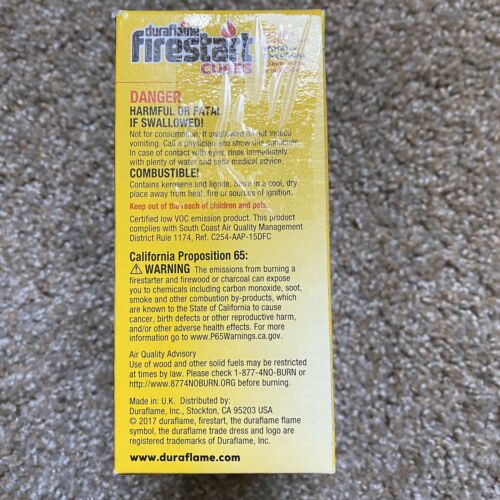 duraflame
firestart
CUBES
DANGER
HARMFUL OR FATAL
IF SWALLOWED!
Not for consumption. If swallowed do not induce
vomiting. Call a physician and show this container.
In case of contact with eyes, rinse immediately
with plenty of water and seek medical advice.
COMBUSTIBLE!
Contains kerosene and lignite. Store in a cool, dry
place away from heat, fire or sources of ignition.
Keep out of the reach of children and pets.
Certified low VOC emission product. This product
complies with South Coast Air Quality Management
District Rule 1174, Ref. C254-AAP-15DFC
California Proposition 65:
⚠ WARNING The emissions from burning a
firestarter and firewood or charcoal can expose
you to chemicals including carbon monoxide, soot,
smoke and other combustion by-products, which
are known to the State of California to cause
cancer, birth defects or other reproductive harm,
and/or other adverse health effects. For more
information go to www.P65Warnings.ca.gov.
Air Quality Advisory
Use of wood and other solid fuels may be restricted
at times by law. Please check 1-877-4NO-BURN or
http://www.8774NOBURN.ORG before burning.
Made in: U.K. Distributed by:
Duraflame, Inc., Stockton, CA 95203 USA
© 2017 duraflame, firestart, the duraflame flame
symbol, the duraflame trade dress and logo are
registered trademarks of Duraflame, Inc.
www.duraflame.com